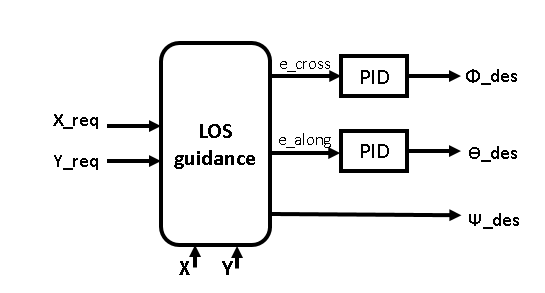 e_cross
PID
Φ_des
X_req
LOS
guidance
Y_req
e_along
PID
Θ_des
Ψ_des
X
Y